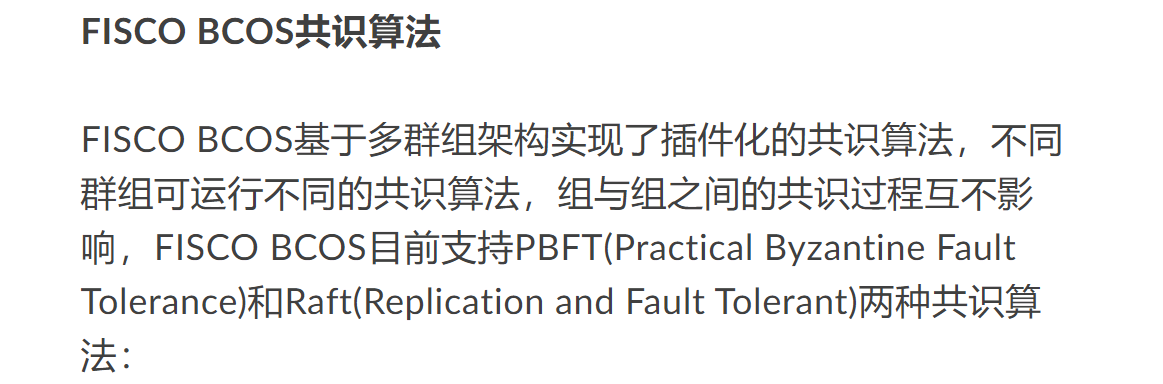 FISCO BCOS共识算法
FISCO BCOS基于多群组架构实现了插件化的共识算法，不同
群组可运行不同的共识算法，组与组之间的共识过程互不影
响，FISCO BCOS目前支持PBFT(Practical Byzantine Fault
Tolerance)和Raft(Replication and Fault Tolerant)两种共识算
法：